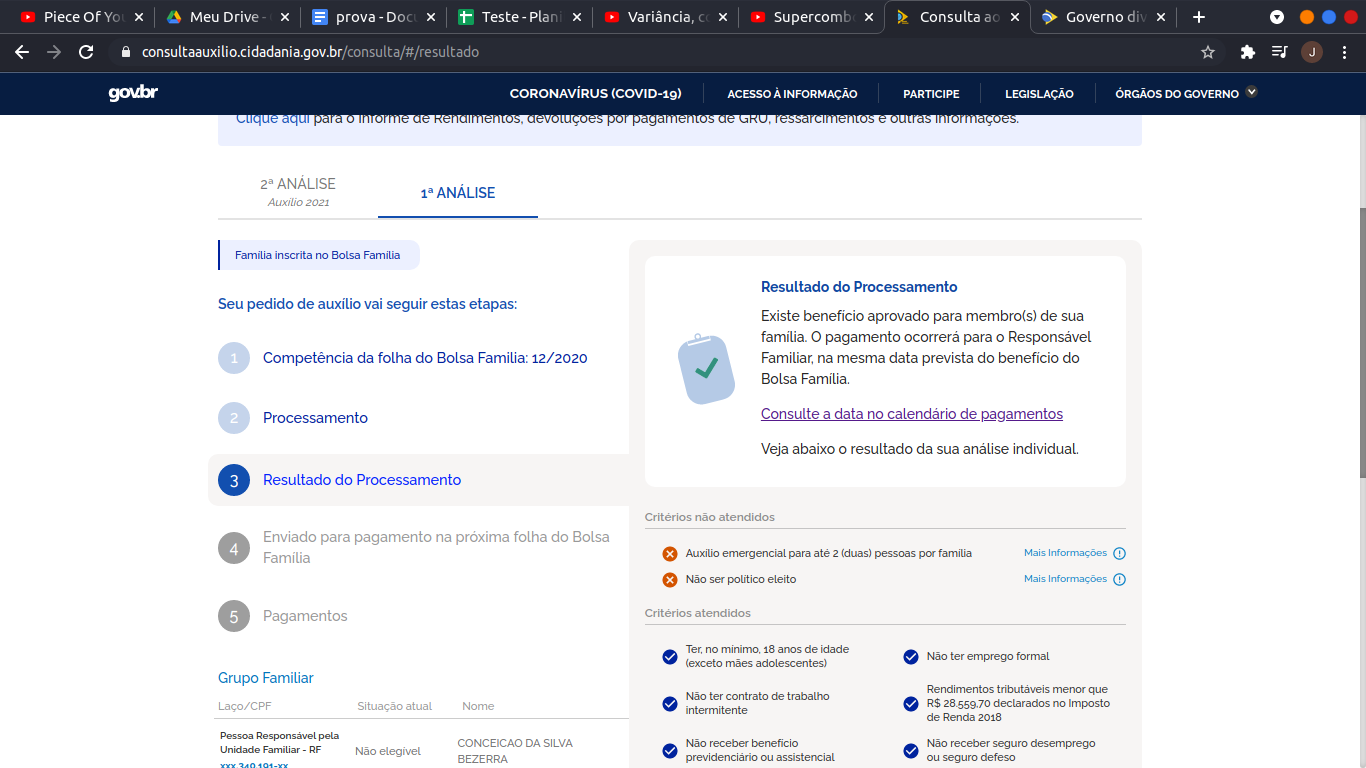 Piece Of You
Meu Drive -
prova - Docu
Teste - Plani
Variância, co
Supercombo
Consulta ao
Governo div
consultaauxilio.cidadania.gov.br/consulta/#/resultado
J
gov.br
CORONAVÍRUS (COVID-19)
ACESSO À INFORMAÇÃO
PARTICIPE
LEGISLAÇÃO
ÓRGÃOS DO GOVERNO
Clique aqui para o Informe de Rendimentos, devoluções por pagamentos de GRU, ressarcimentos e outras informações.
2ª ANÁLISE
Auxílio 2021
1ª ANÁLISE
Família inscrita no Bolsa Família
Seu pedido de auxílio vai seguir estas etapas:
1 Competência da folha do Bolsa Familia: 12/2020
2 Processamento
3 Resultado do Processamento
4 Enviado para pagamento na próxima folha do Bolsa
Família
5 Pagamentos
Grupo Familiar
Laço/CPF Situação atual Nome
Pessoa Responsável pela
Unidade Familiar - RF
xxx.340.191-xx
Não elegível
CONCEICAO DA SILVA
BEZERRA
Resultado do Processamento
Existe benefício aprovado para membro(s) de sua
família. O pagamento ocorrerá para o Responsável
Familiar, na mesma data prevista do benefício do
Bolsa Família.
Consulte a data no calendário de pagamentos
Veja abaixo o resultado da sua análise individual.
Critérios não atendidos
Auxílio emergencial para até 2 (duas) pessoas por família Mais Informações
Não ser político eleito Mais Informações
Critérios atendidos
Ter, no mínimo, 18 anos de idade
(exceto mães adolescentes)
Não ter emprego formal
Não ter contrato de trabalho
intermitente
Rendimentos tributáveis menor que
R$ 28.559,70 declarados no Imposto
de Renda 2018
Não receber benefício
previdenciário ou assistencial
Não receber seguro desemprego
ou seguro defeso